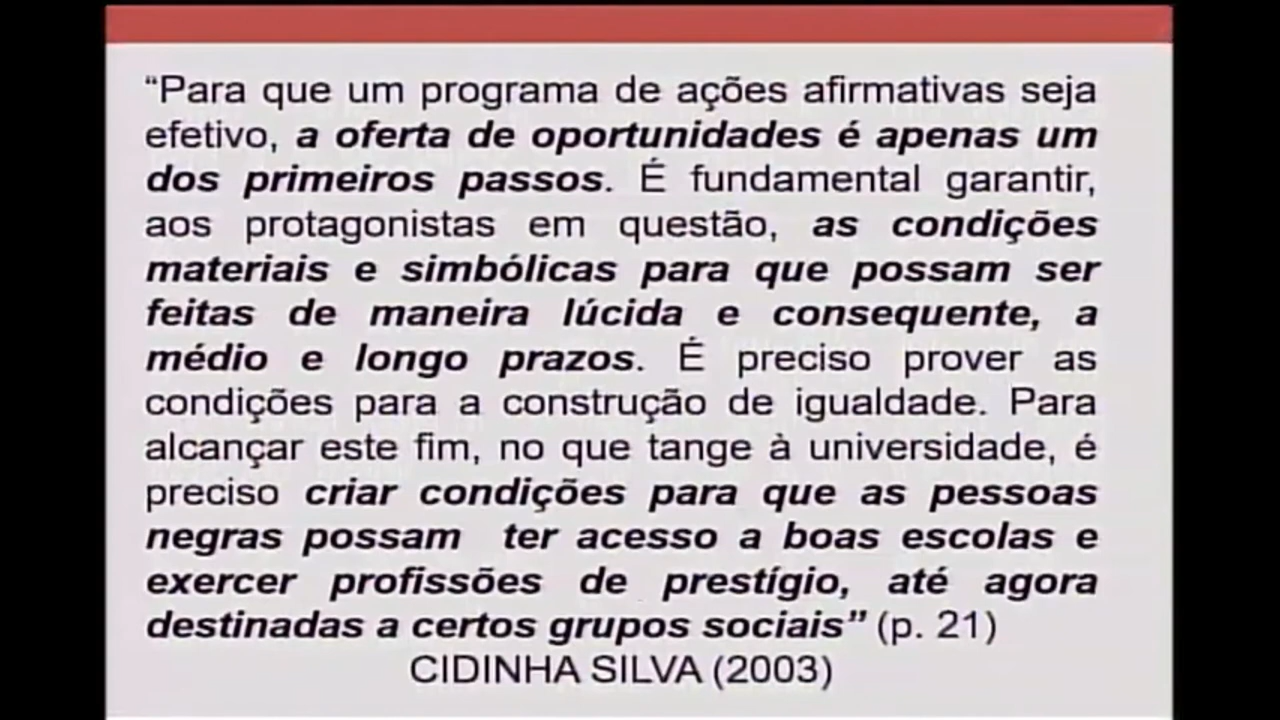 “Para que um programa de ações afirmativas seja
efetivo, a oferta de oportunidades é apenas um
dos primeiros passos. É fundamental garantir,
aos protagonistas em questão, as condições
materiais e simbólicas para que possam ser
feitas de maneira lúcida e consequente, a
médio e longo prazos. É preciso prover as
condições para a construção de igualdade. Para
alcançar este fim, no que tange à universidade, é
preciso criar condições para que as pessoas
negras possam ter acesso a boas escolas e
exercer profissões de prestígio, até agora
destinadas a certos grupos sociais” (p. 21)
CIDINHA SILVA (2003)